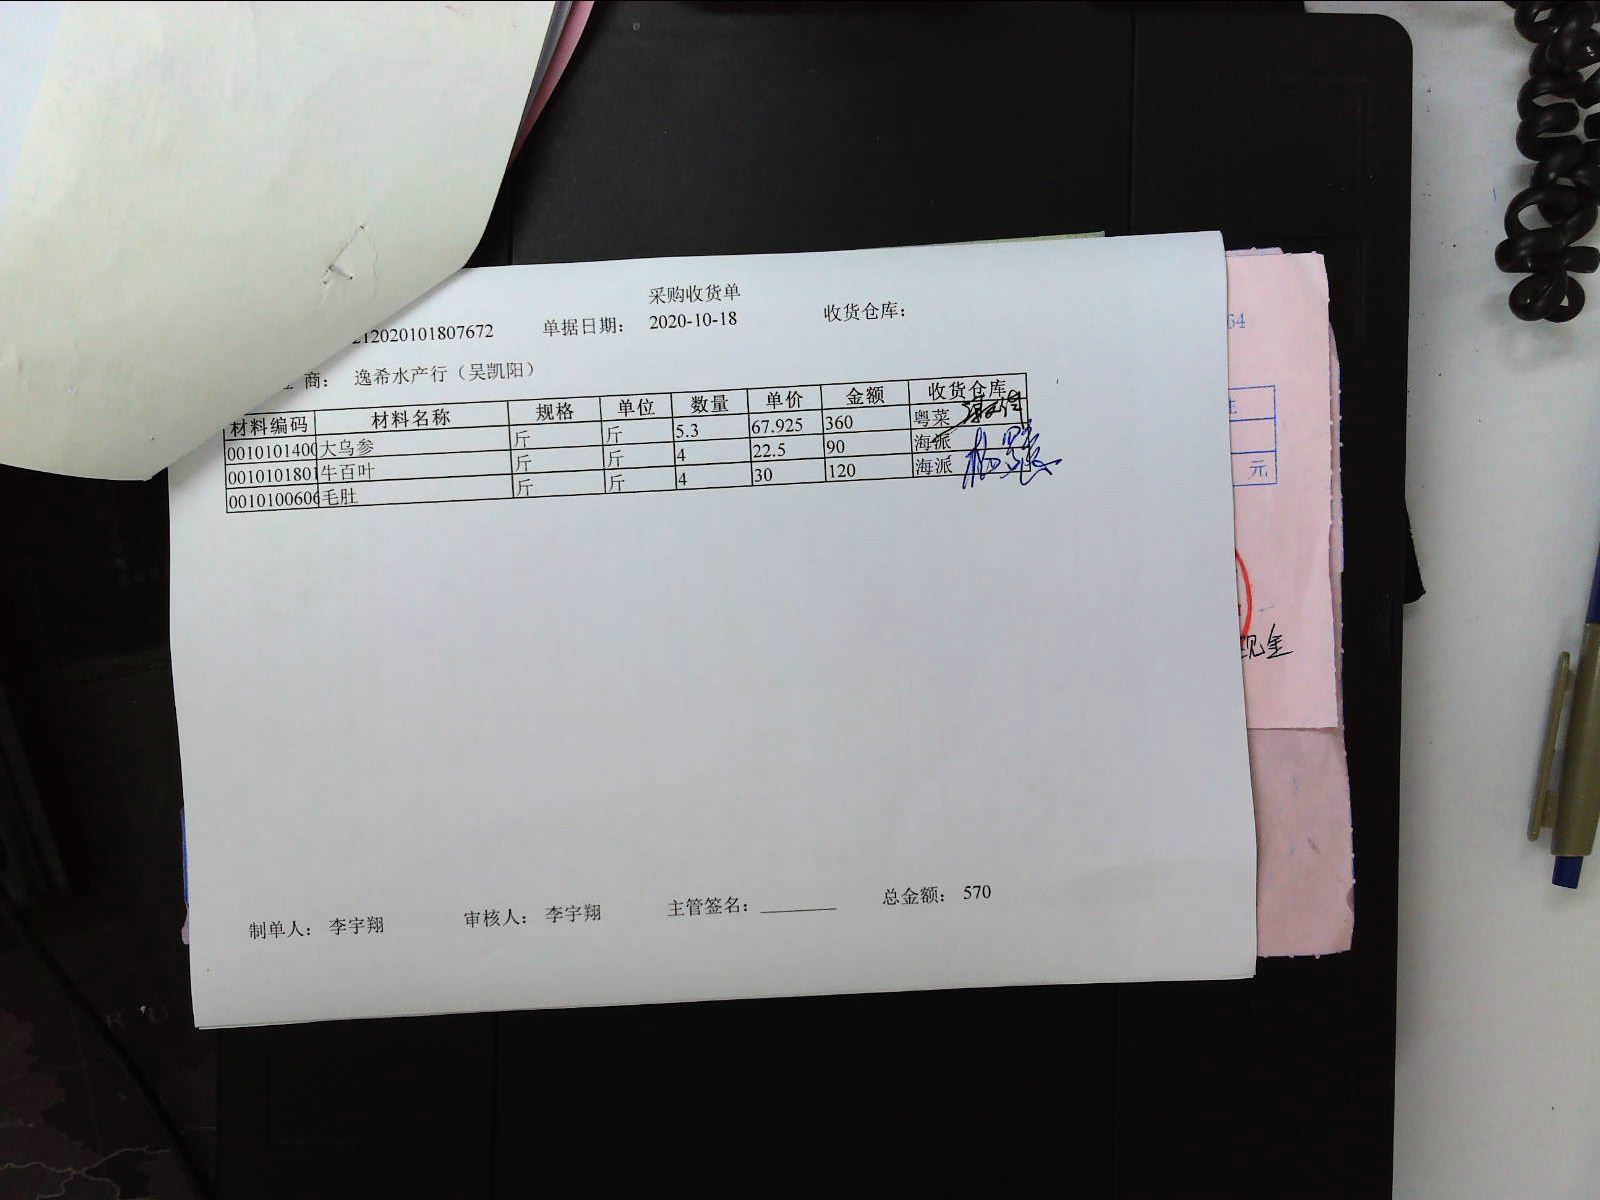 采购收货单
212020101807672 单据日期: 2020-10-18 收货仓库:
商: 逸希水产行（吴凯阳）
材料编码 材料名称 规格 单位 数量 单价 金额 收货仓库
0010101400 大乌参 斤 斤 5.3 67.925 360 粤菜
0010101801 牛百叶 斤 斤 4 22.5 90 海派
0010100606 毛肚 斤 斤 4 30 120 海派
制单人: 李宇翔 审核人: 李宇翔 主管签名: 总金额: 570
64
元
现金